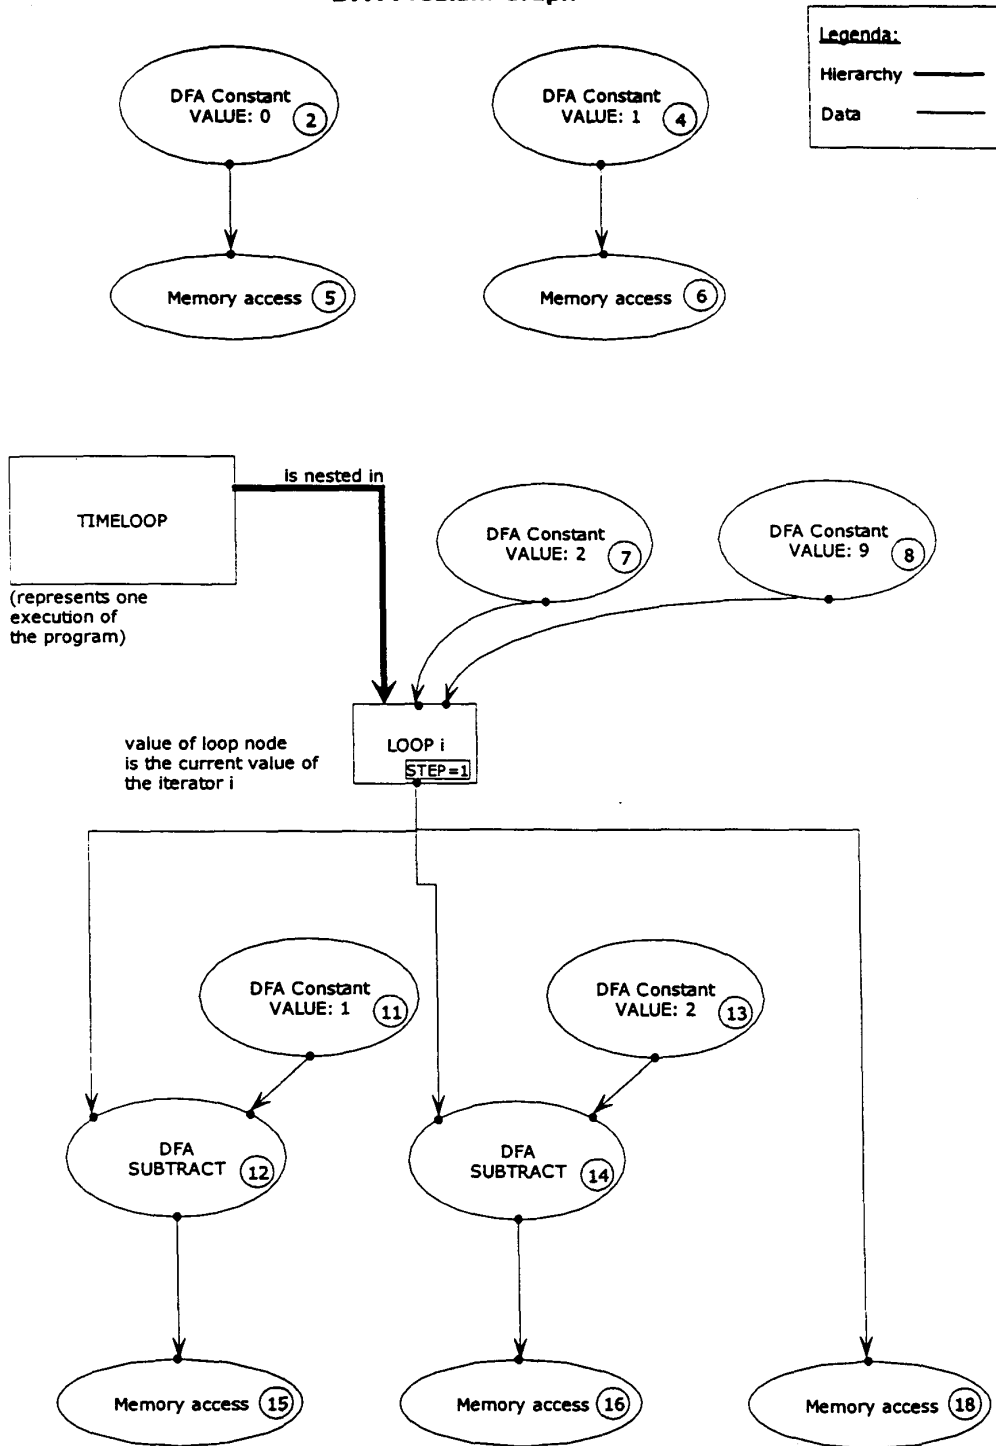 Legenda:
Hierarchy
Data
DFA Constant
VALUE: 0
2
DFA Constant
VALUE: 1
4
Memory access
5
Memory access
6
TIMELOOP
is nested in
(represents one
execution of
the program)
DFA Constant
VALUE: 2
7
DFA Constant
VALUE: 9
8
value of loop node
is the current value of
the iterator i
LOOP i
STEP=1
DFA Constant
VALUE: 1
11
DFA Constant
VALUE: 2
13
DFA
SUBTRACT
12
DFA
SUBTRACT
14
Memory access
15
Memory access
16
Memory access
18